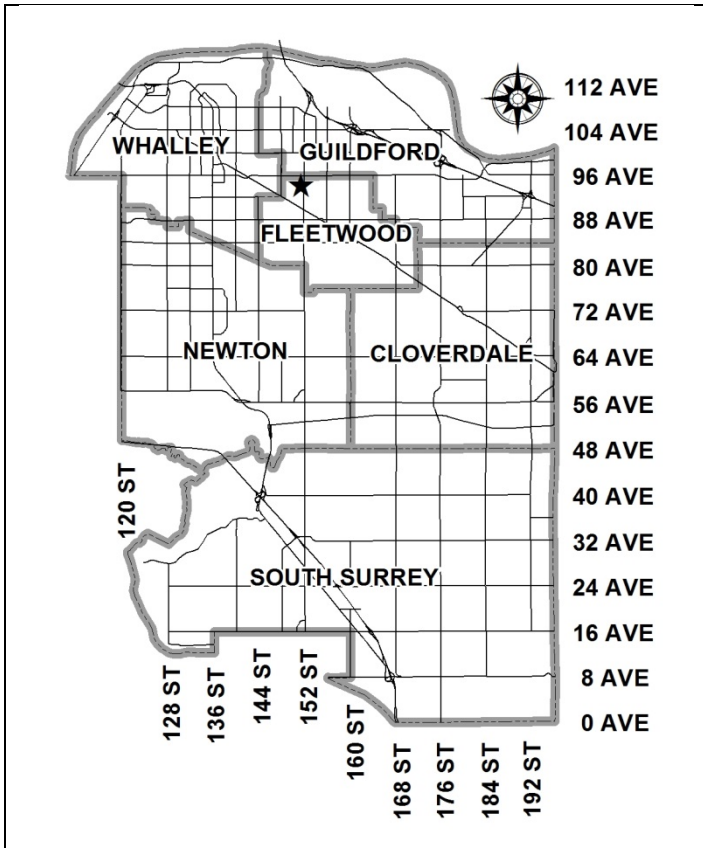 112 AVE
104 AVE
WHALLEY
GUILDFORD
96 AVE
88 AVE
FLEETWOOD
80 AVE
72 AVE
NEWTON
CLOVERDALE
64 AVE
56 AVE
48 AVE
120 ST
40 AVE
32 AVE
SOUTH SURREY
24 AVE
16 AVE
128 ST
136 ST
144 ST
152 ST
160 ST
8 AVE
0 AVE
168 ST
176 ST
184 ST
192 ST